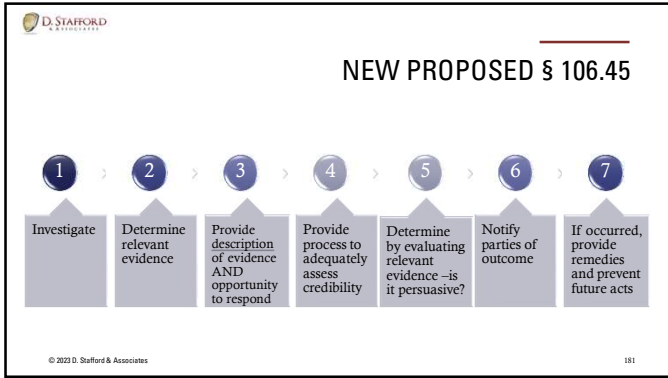 D. STAFFORD
& ASSOCIATES
NEW PROPOSED § 106.45
1
2
3
4
5
6
7
Investigate
Determine
relevant
evidence
Provide
description
of evidence
AND
opportunity
to respond
Provide
process to
adequately
assess
credibility
Determine
by evaluating
relevant
evidence –is
it persuasive?
Notify
parties of
outcome
If occurred,
provide
remedies
and prevent
future acts
© 2023 D. Stafford & Associates
181